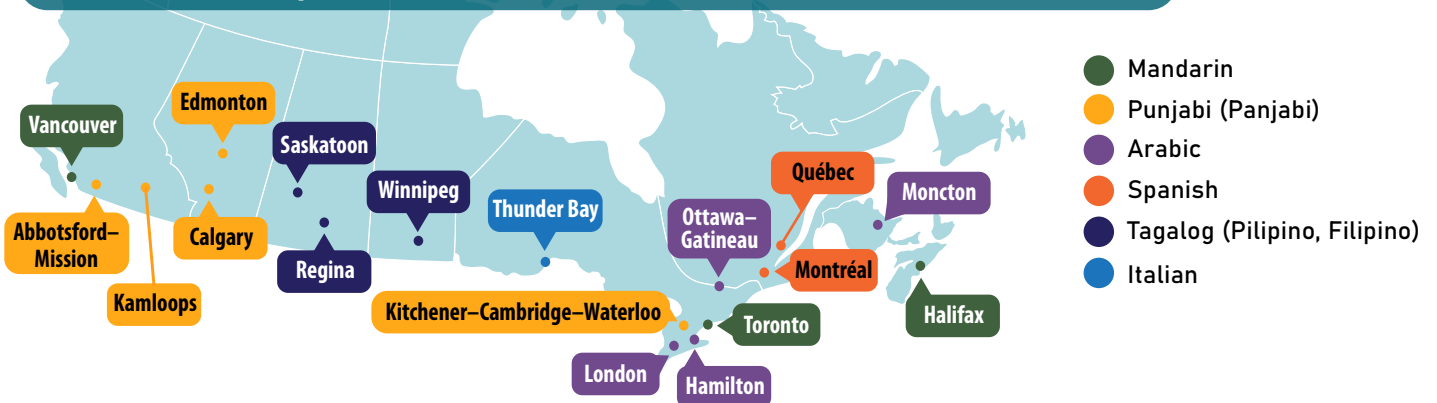 Vancouver
Edmonton
Saskatoon
Winnipeg
Thunder Bay
Québec
Moncton
Ottawa–
Gatineau
Abbotsford–
Mission
Calgary
Regina
Montréal
Kamloops
Kitchener–Cambridge–Waterloo
Toronto
Halifax
London
Hamilton
Mandarin
Punjabi (Panjabi)
Arabic
Spanish
Tagalog (Pilipino, Filipino)
Italian